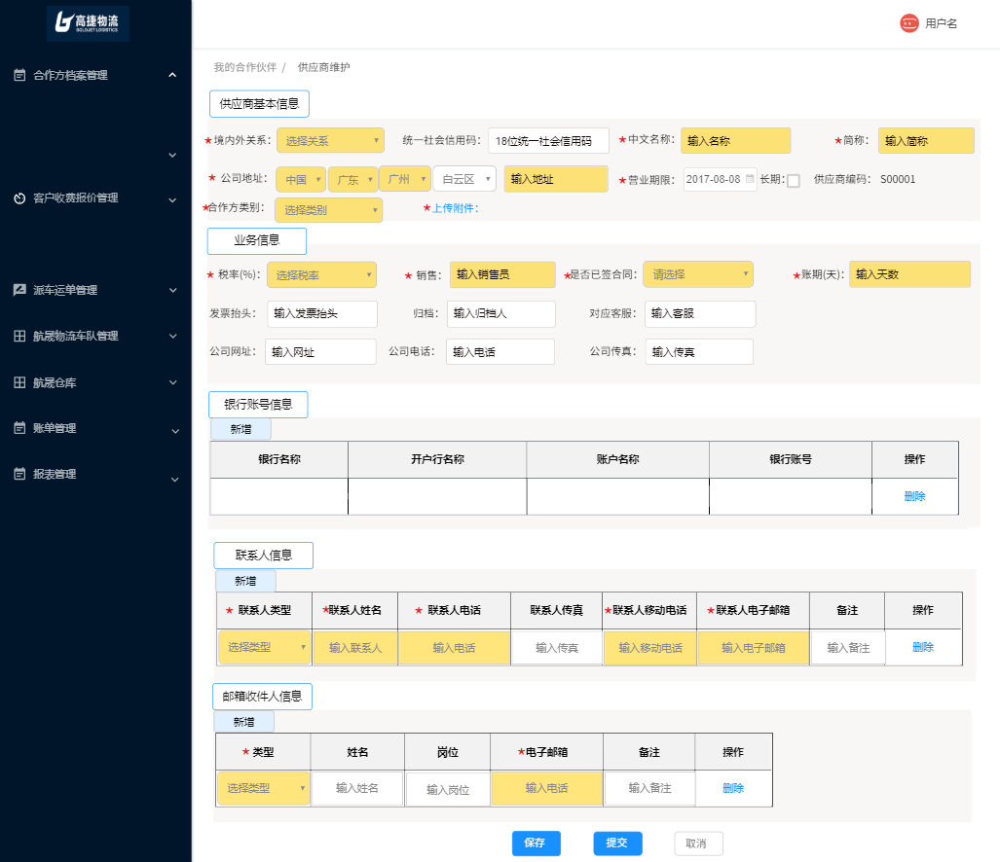 高捷物流
GOLDJET LOGISTICS
用户名
合作方档案管理
客户收费报价管理
派车运单管理
航晟物流车队管理
航晟仓库
账单管理
报表管理
我的合作伙伴 / 供应商维护
供应商基本信息
*境内外关系: 选择关系 统一社会信用码: 18位统一社会信用码 *中文名称: 输入名称 *简称: 输入简称
* 公司地址: 中国 广东 广州 白云区 输入地址 *营业期限: 2017-08-08 长期: 供应商编码: S00001
*合作方类别: 选择类别 *上传附件:
业务信息
* 税率(%): 选择税率 * 销售: 输入销售员 *是否已签合同: 请选择 *账期(天): 输入天数
发票抬头: 输入发票抬头 归档: 输入归档人 对应客服: 输入客服
公司网址: 输入网址 公司电话: 输入电话 公司传真: 输入传真
银行账号信息
新增
银行名称 开户行名称 账户名称 银行账号 操作
删除
联系人信息
新增
* 联系人类型 *联系人姓名 * 联系人电话 联系人传真 *联系人移动电话 *联系人电子邮箱 备注 操作
选择类型 输入联系人 输入电话 输入传真 输入移动电话 输入电子邮箱 输入备注 删除
邮箱收件人信息
新增
* 类型 姓名 岗位 *电子邮箱 备注 操作
选择类型 输入姓名 输入岗位 输入电话 输入备注 删除
保存 提交 取消